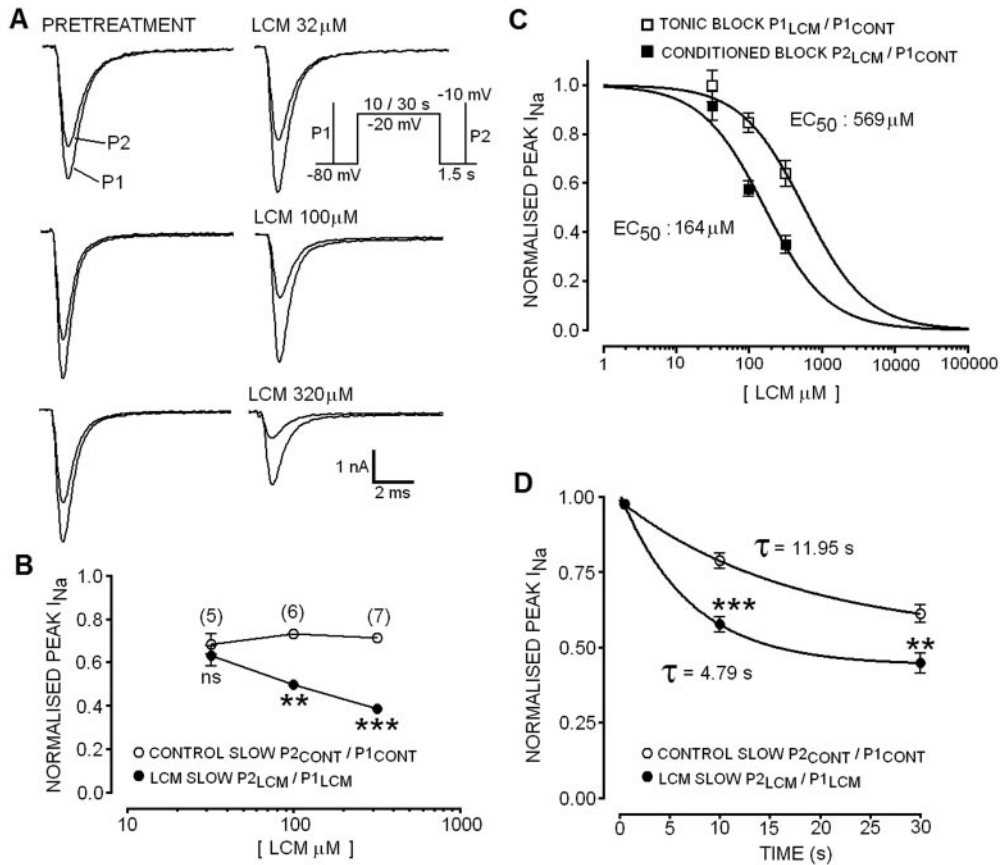 A
PRETREATMENT
LCM 32μM
P2
P1
10 / 30 s
-20 mV
-10 mV
P1
P2
-80 mV
1.5 s
LCM 100μM
LCM 320μM
1 nA
2 ms
B
NORMALISED PEAK INa
1.0
0.8
0.6
0.4
0.2
0.0
(5)
(6)
(7)
ns
**
***
CONTROL SLOW P2CONT / P1CONT
LCM SLOW P2LCM / P1LCM
10
100
1000
[ LCM μM ]
C
TONIC BLOCK P1LCM / P1CONT
CONDITIONED BLOCK P2LCM / P1CONT
NORMALISED PEAK INa
1.0
0.8
0.6
0.4
0.2
0.0
EC50 : 569μM
EC50 : 164μM
1
10
100
1000
10000
100000
[ LCM μM ]
D
NORMALISED PEAK INa
1.00
0.75
0.50
0.25
0.00
τ = 11.95 s
***
**
τ = 4.79 s
CONTROL SLOW P2CONT / P1CONT
LCM SLOW P2LCM / P1LCM
0
5
10
15
20
25
30
TIME (s)